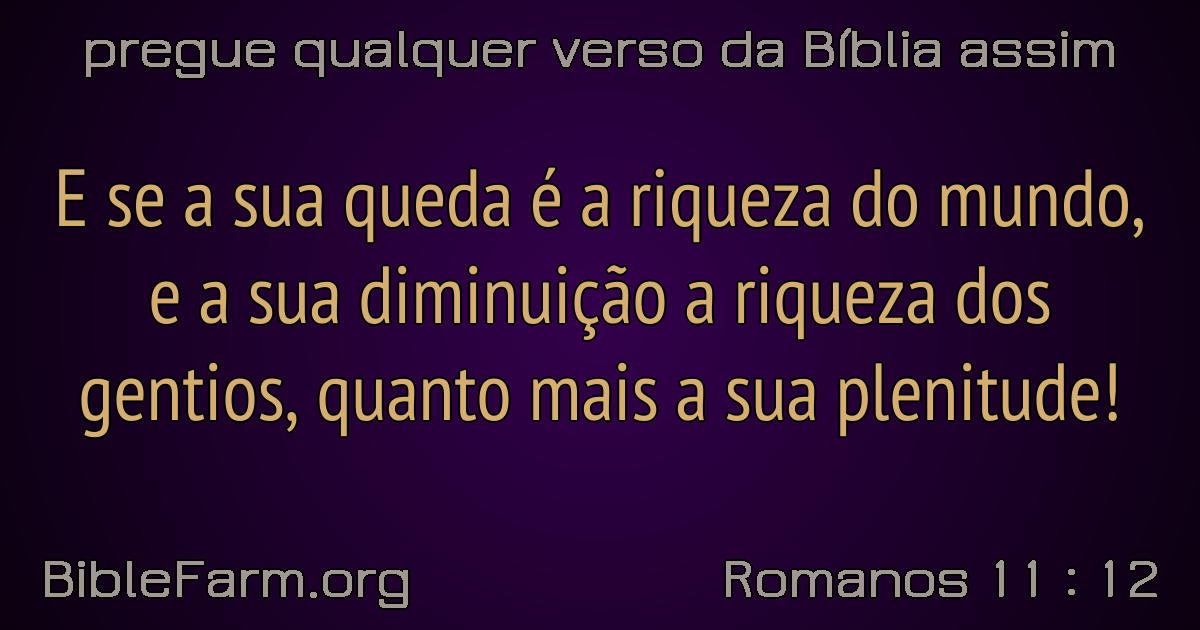 pregue qualquer verso da Bíblia assim
E se a sua queda é a riqueza do mundo,
e a sua diminuição a riqueza dos
gentios, quanto mais a sua plenitude!
BibleFarm.org
Romanos 11 : 12